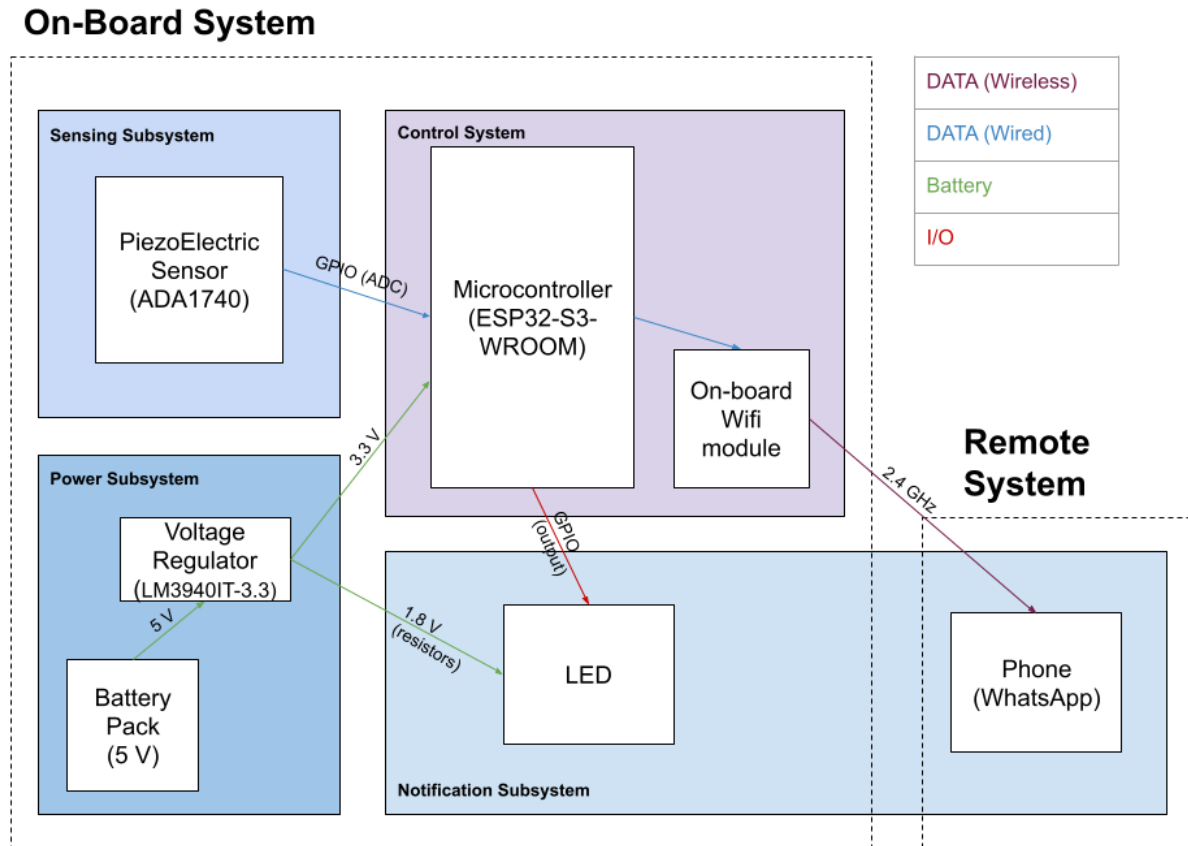 On-Board System
DATA (Wireless)
DATA (Wired)
Battery
I/O
Sensing Subsystem
PiezoElectric
Sensor
(ADA1740)
GPIO (ADC)
Control System
Microcontroller
(ESP32-S3-
WROOM)
On-board
Wifi
module
2.4 GHz
Remote
System
Power Subsystem
Voltage
Regulator
(LM3940IT-3.3)
3.3 V
5 V
Battery
Pack
(5 V)
1.8 V
(resistors)
GPIO
(output)
LED
Phone
(WhatsApp)
Notification Subsystem